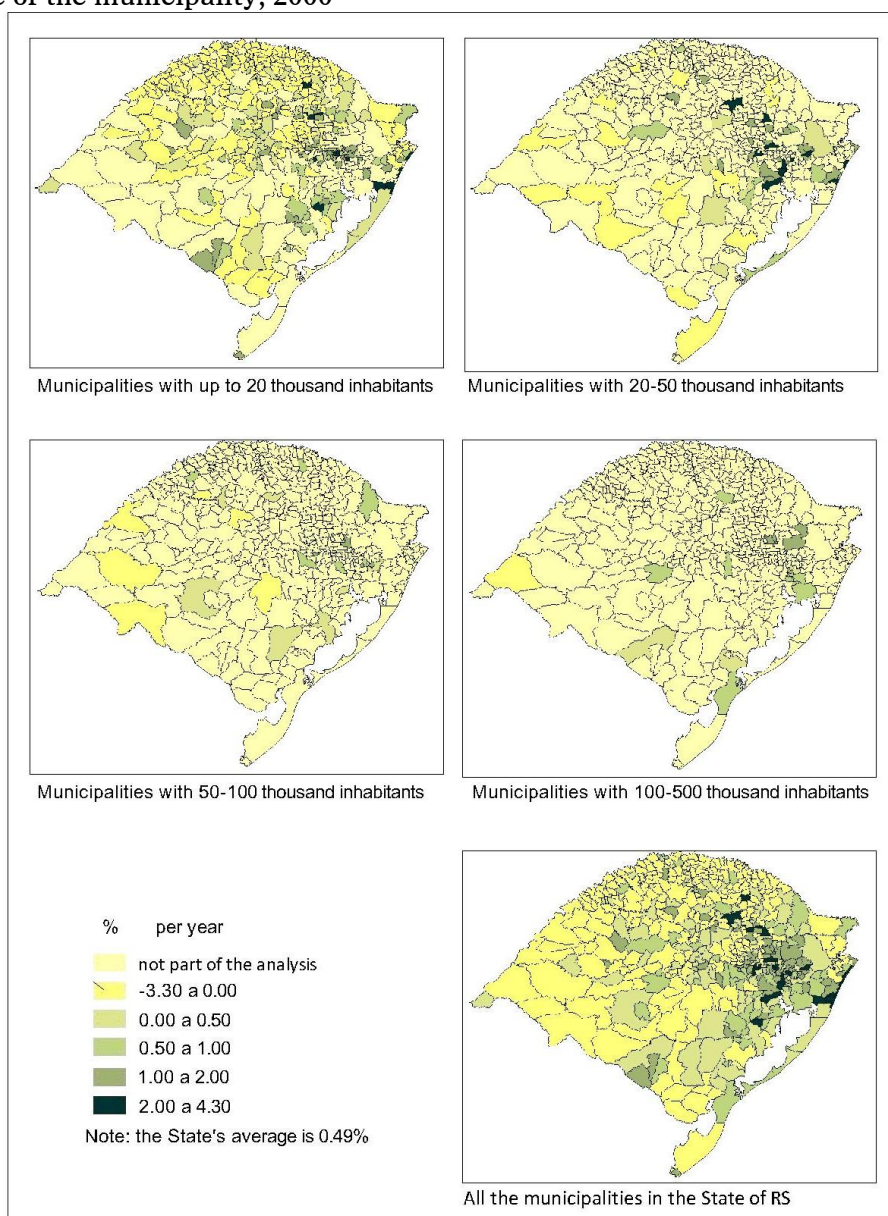 of the municipality, 2000
Municipalities with up to 20 thousand inhabitants
Municipalities with 20-50 thousand inhabitants
Municipalities with 50-100 thousand inhabitants
Municipalities with 100-500 thousand inhabitants
% per year
not part of the analysis
-3.30 a 0.00
0.00 a 0.50
0.50 a 1.00
1.00 a 2.00
2.00 a 4.30
Note: the State's average is 0.49%
All the municipalities in the State of RS